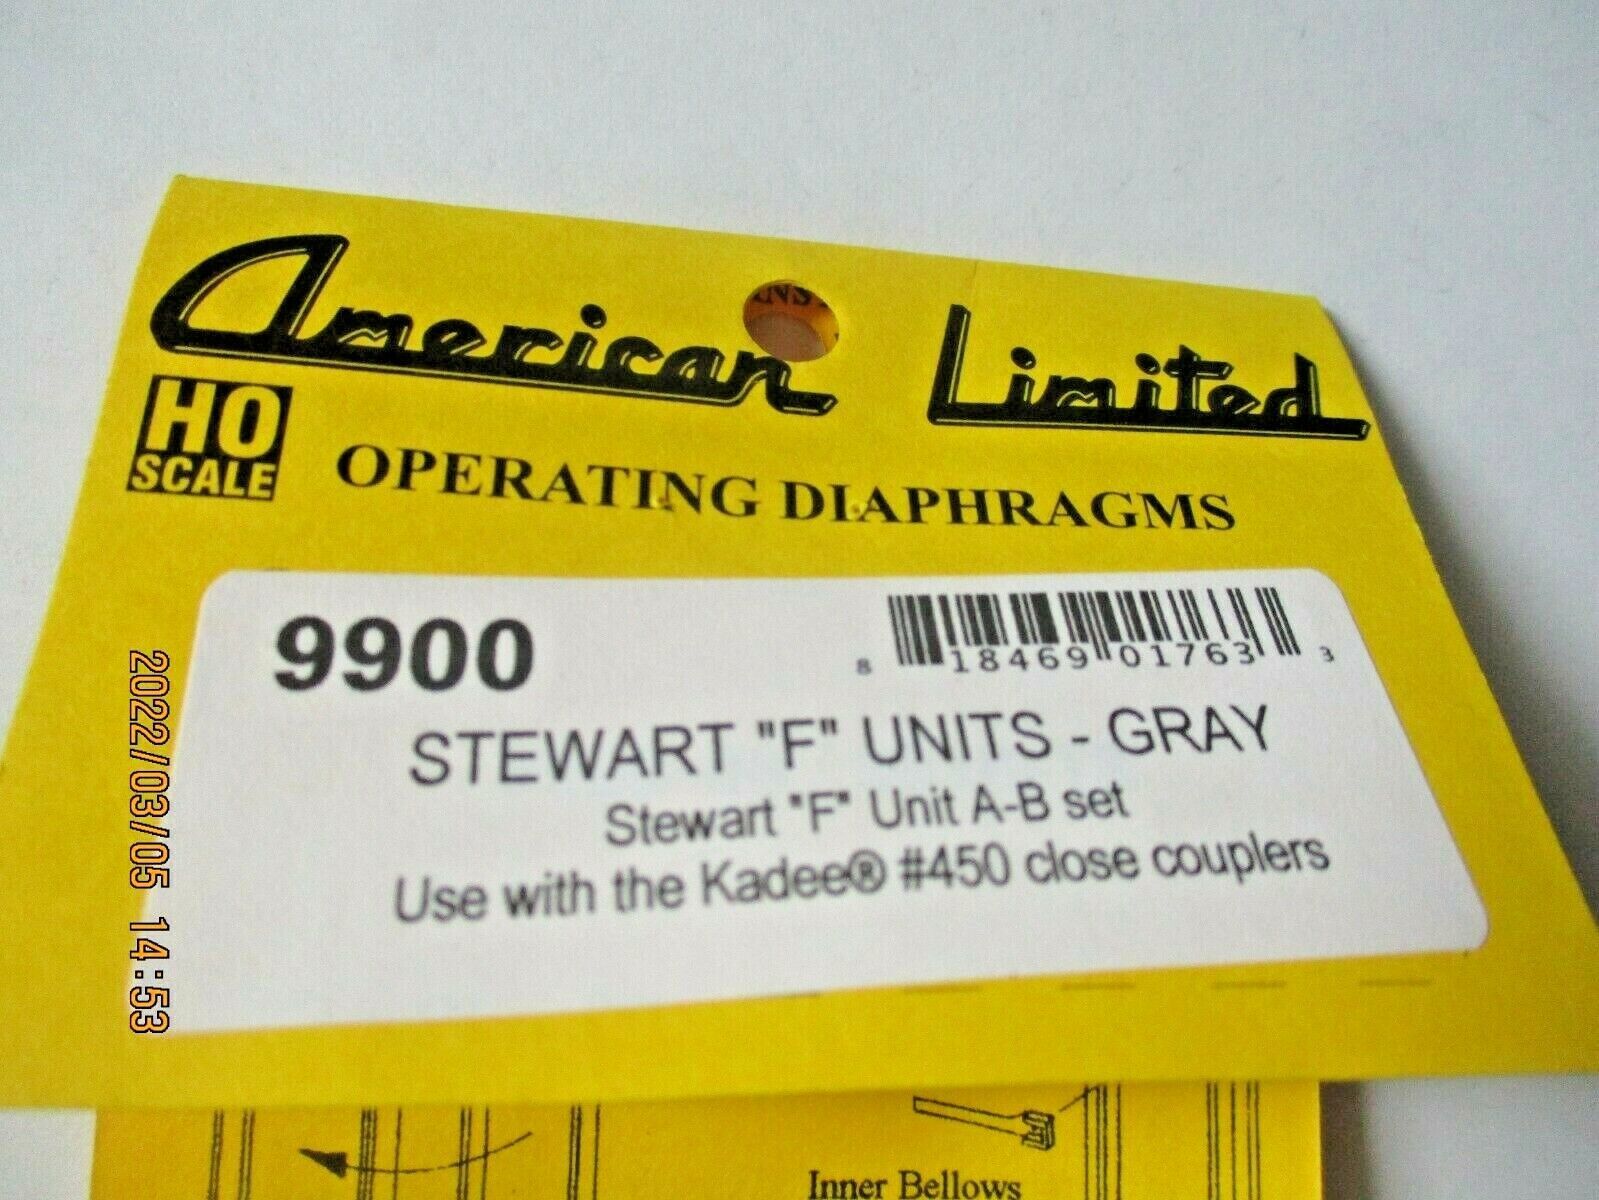 American Limited
HO
SCALE
OPERATING DIAPHRAGMS
9900
8 18469 01763 3
STEWART "F" UNITS - GRAY
Stewart "F" Unit A-B set
Use with the Kadee® #450 close couplers
2022/03/05 14:53
Inner Bellows